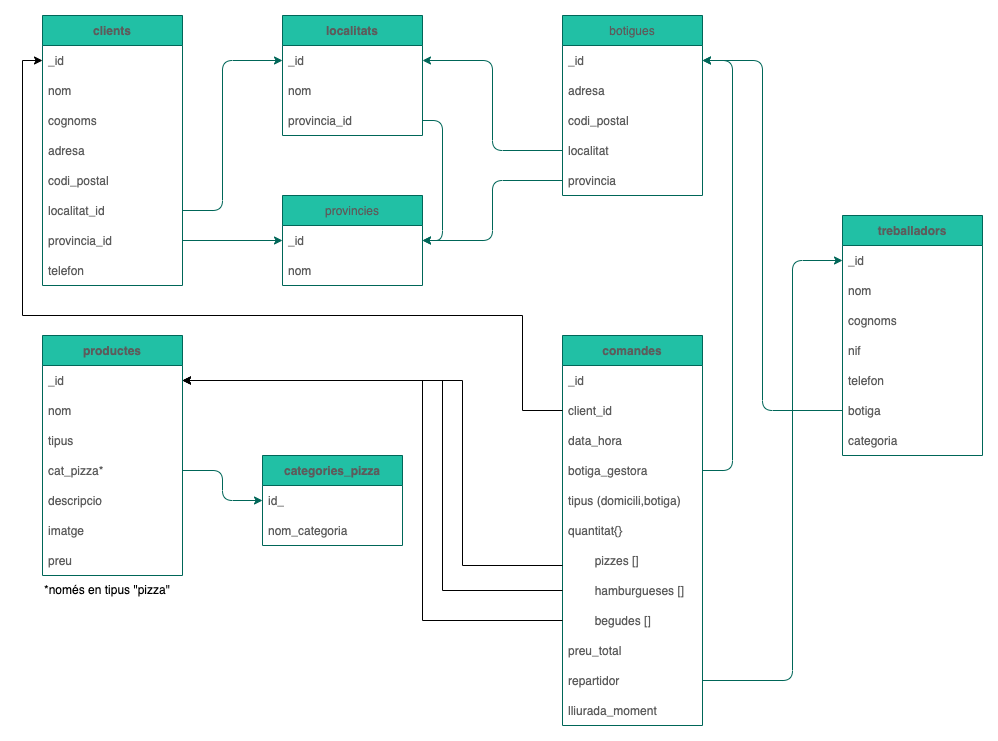 clients
_id
nom
cognoms
adresa
codi_postal
localitat_id
provincia_id
telefon
localitats
_id
nom
provincia_id
provincies
_id
nom
botigues
_id
adresa
codi_postal
localitat
provincia
treballadors
_id
nom
cognoms
nif
telefon
botiga
categoria
productes
_id
nom
tipus
cat_pizza*
descripcio
imatge
preu
*només en tipus "pizza"
categories_pizza
id_
nom_categoria
comandes
_id
client_id
data_hora
botiga_gestora
tipus (domicili,botiga)
quantitat{}
pizzes []
hamburgueses []
begudes []
preu_total
repartidor
lliurada_moment